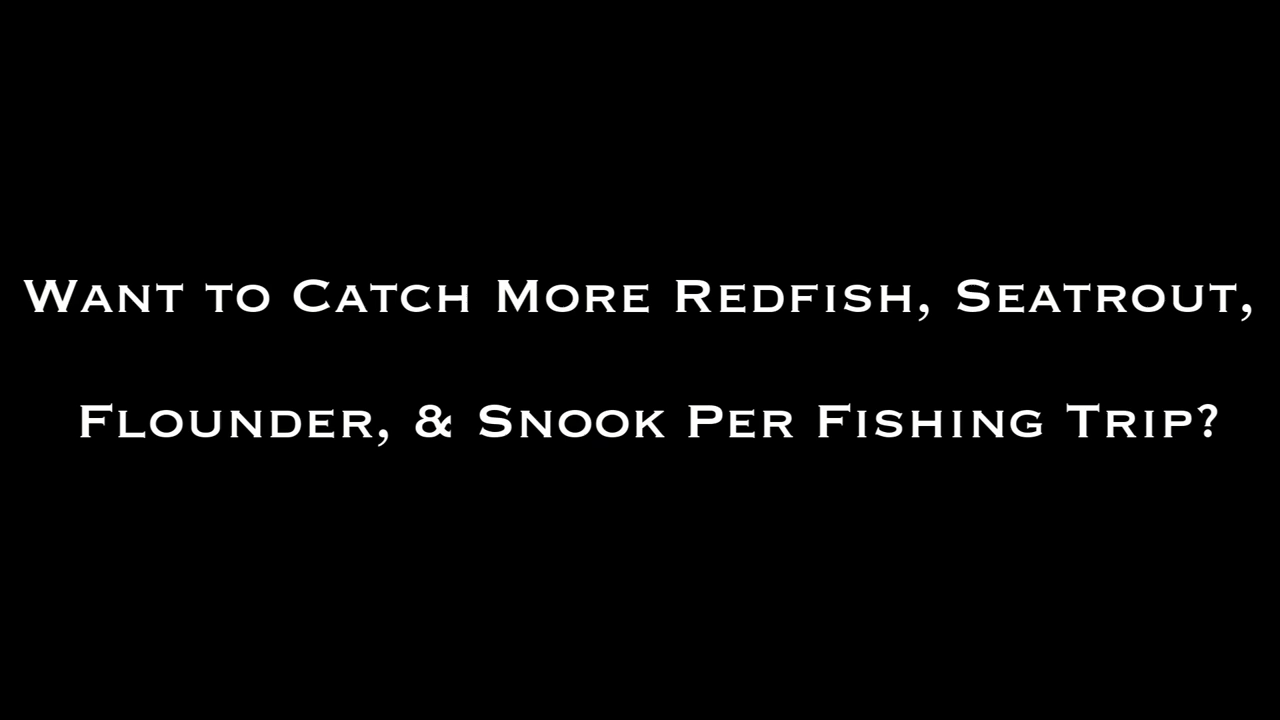 Want to Catch More Redfish, Seatrout,
Flounder, & Snook Per Fishing Trip?